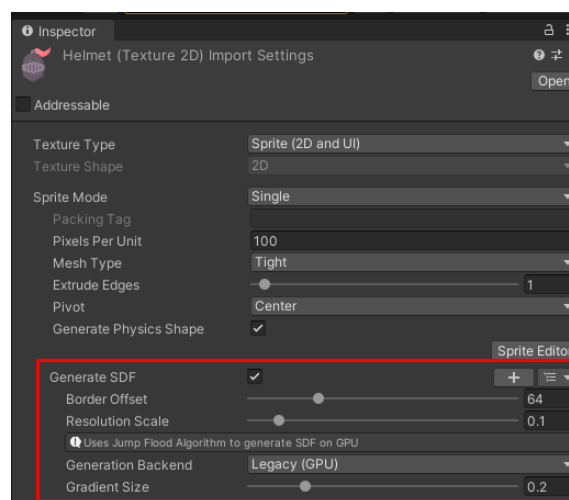 Inspector
Helmet (Texture 2D) Import Settings
Open
Addressable
Texture Type Sprite (2D and UI)
Texture Shape 2D
Sprite Mode Single
Packing Tag
Pixels Per Unit 100
Mesh Type Tight
Extrude Edges 1
Pivot Center
Generate Physics Shape
Sprite Edito
Generate SDF
Border Offset 64
Resolution Scale 0.1
Uses Jump Flood Algorithm to generate SDF on GPU
Generation Backend Legacy (GPU)
Gradient Size 0.2